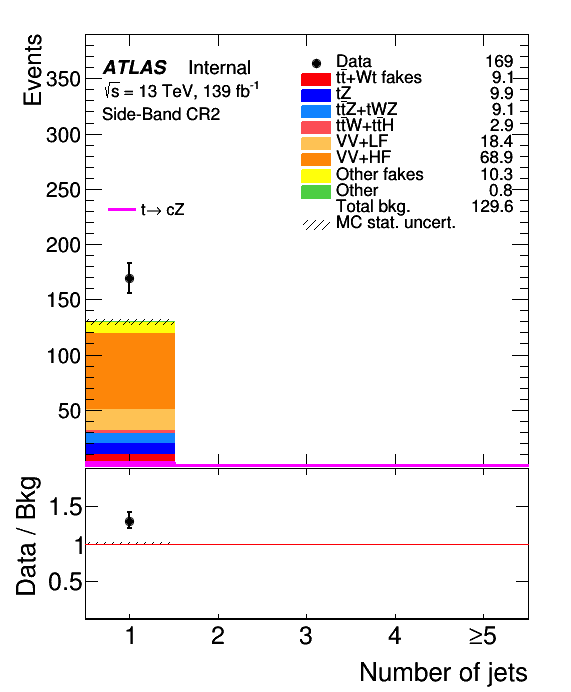 Events
350
300
250
200
150
100
50
ATLAS Internal
√s = 13 TeV, 139 fb⁻¹
Side-Band CR2
t→ cZ
Data 169
tt̄+Wt fakes 9.1
tZ 9.9
tt̄Z+tWZ 9.1
tt̄W+tt̄H 2.9
VV+LF 18.4
VV+HF 68.9
Other fakes 10.3
Other 0.8
Total bkg. 129.6
MC stat. uncert.
Data / Bkg
1.5
1
0.5
1 2 3 4 ≥5
Number of jets